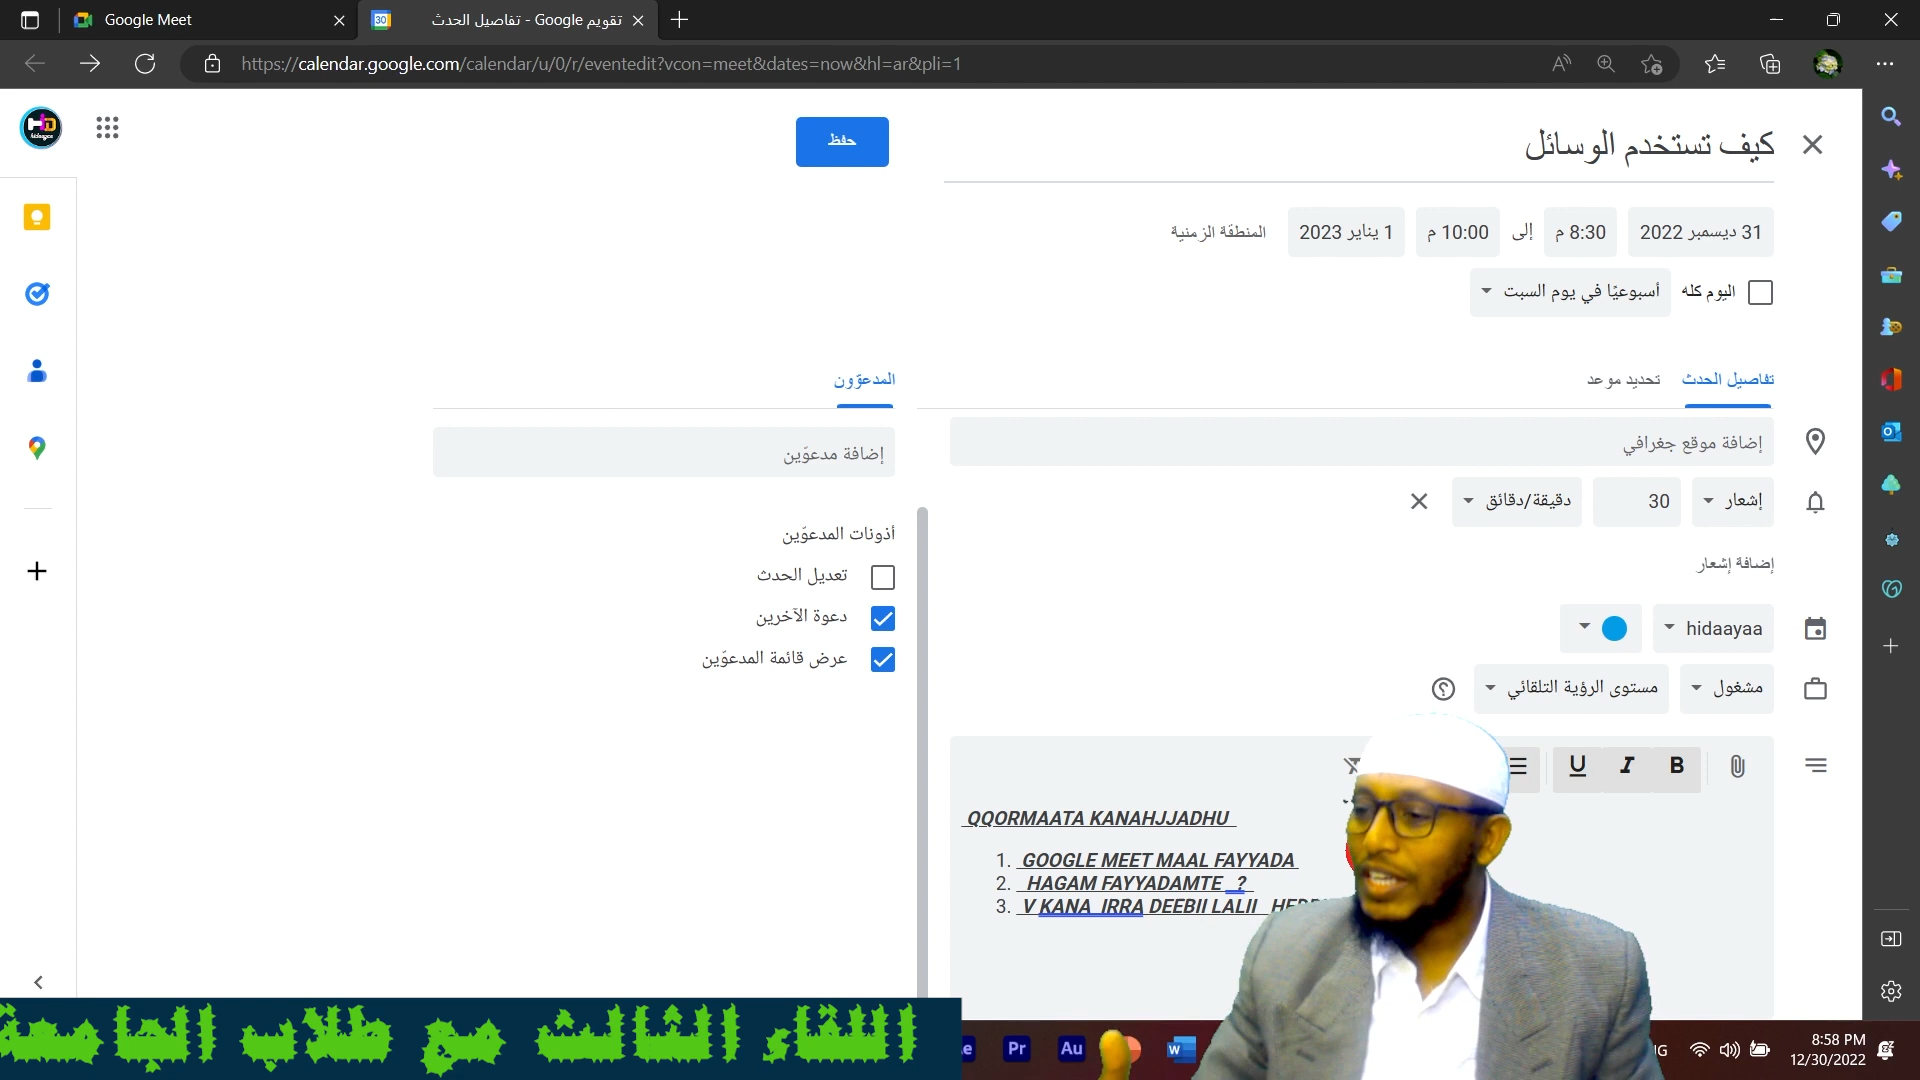 Google Meet
تقويم Google - تفاصيل الحدث
https://calendar.google.com/calendar/u/0/r/eventedit?vcon=meet&dates=now&hl=ar&pli=1
كيف تستخدم الوسائل
حفظ
31 ديسمبر 2022
8:30 م
إلى
10:00 م
1 يناير 2023
المنطقة الزمنية
اليوم كله
أسبوعيًا في يوم السبت
تفاصيل الحدث
تحديد موعد
المدعوّون
إضافة موقع جغرافي
إضافة مدعوّين
إشعار
30
دقيقة/دقائق
إضافة إشعار
أذونات المدعوّين
تعديل الحدث
دعوة الآخرين
عرض قائمة المدعوّين
hidaayaa
مشغول
مستوى الرؤية التلقائي
B I U
QQORMAATA KANAHJJADHU
1. GOOGLE MEET MAAL FAYYADA
2. HAGAM FAYYADAMTE ?
3. V KANA IRRA DEEBII LALII
اللقاء الثالث مع طلاب الجامعة
Pr
Au
W
8:58 PM
12/30/2022